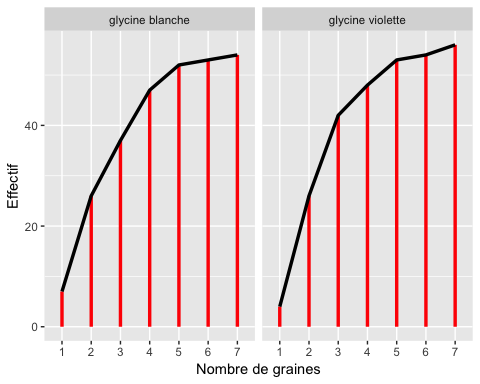 glycine blanche
glycine violette
Effectif
40
20
0
1 2 3 4 5 6 7
1 2 3 4 5 6 7
Nombre de graines